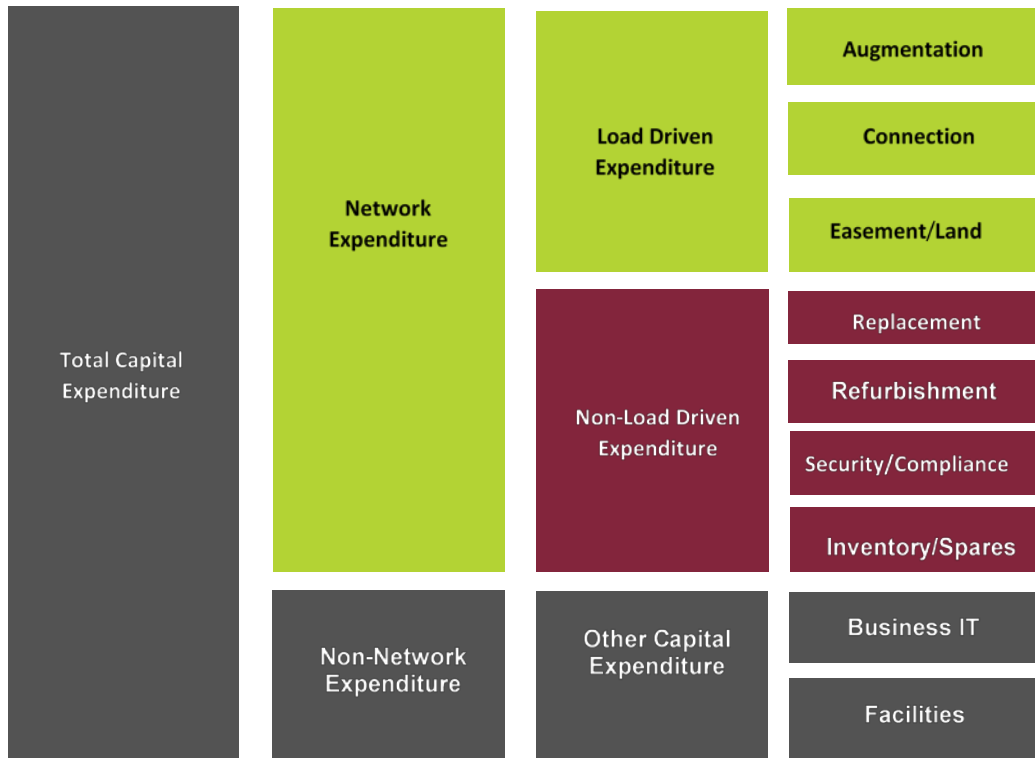 Total Capital
Expenditure
Network
Expenditure
Non-Network
Expenditure
Load Driven
Expenditure
Non-Load Driven
Expenditure
Other Capital
Expenditure
Augmentation
Connection
Easement/Land
Replacement
Refurbishment
Security/Compliance
Inventory/Spares
Business IT
Facilities